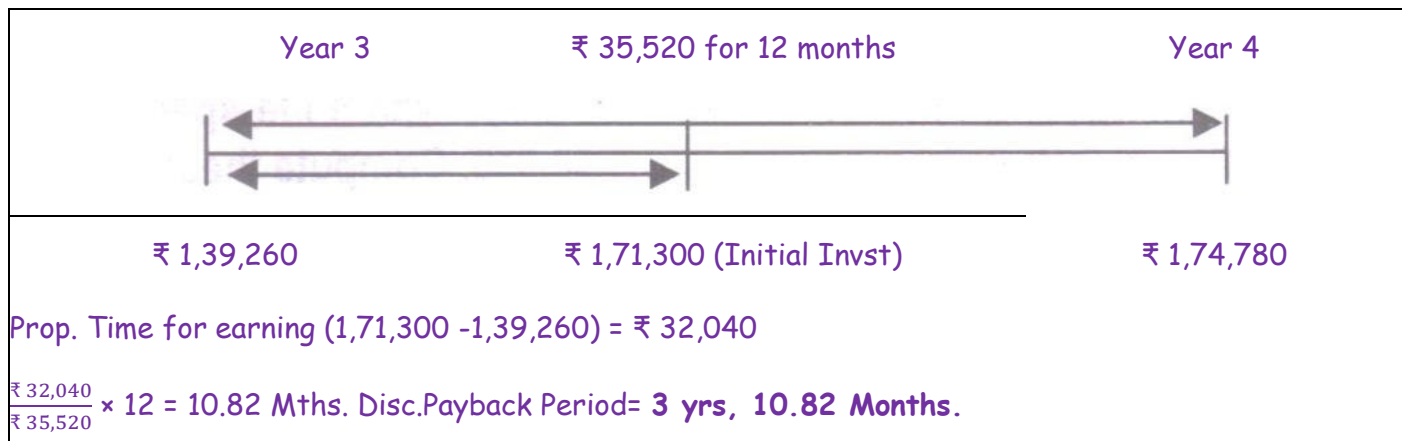 Year 3 ₹ 35,520 for 12 months Year 4
₹ 1,39,260 ₹ 1,71,300 (Initial Invst) ₹ 1,74,780
Prop. Time for earning (1,71,300 -1,39,260) = ₹ 32,040
₹ 32,040 / ₹ 35,520 × 12 = 10.82 Mths. Disc.Payback Period= 3 yrs, 10.82 Months.